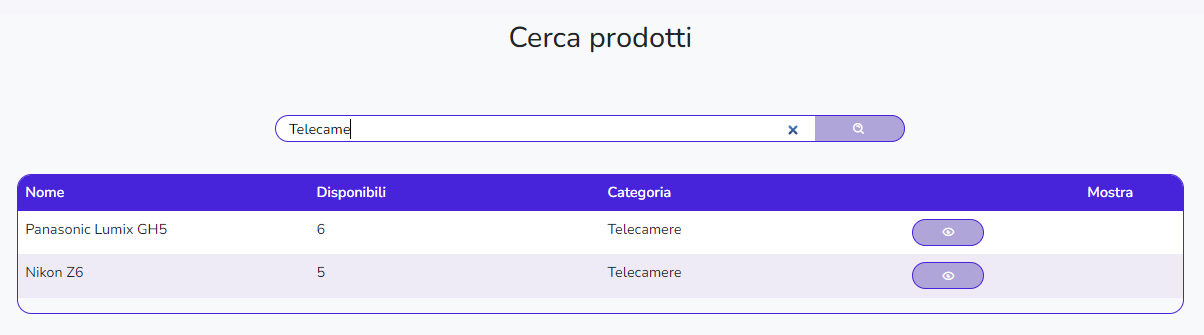 Cerca prodotti
Telecame
Nome Disponibili Categoria Mostra
Panasonic Lumix GH5 6 Telecamere
Nikon Z6 5 Telecamere